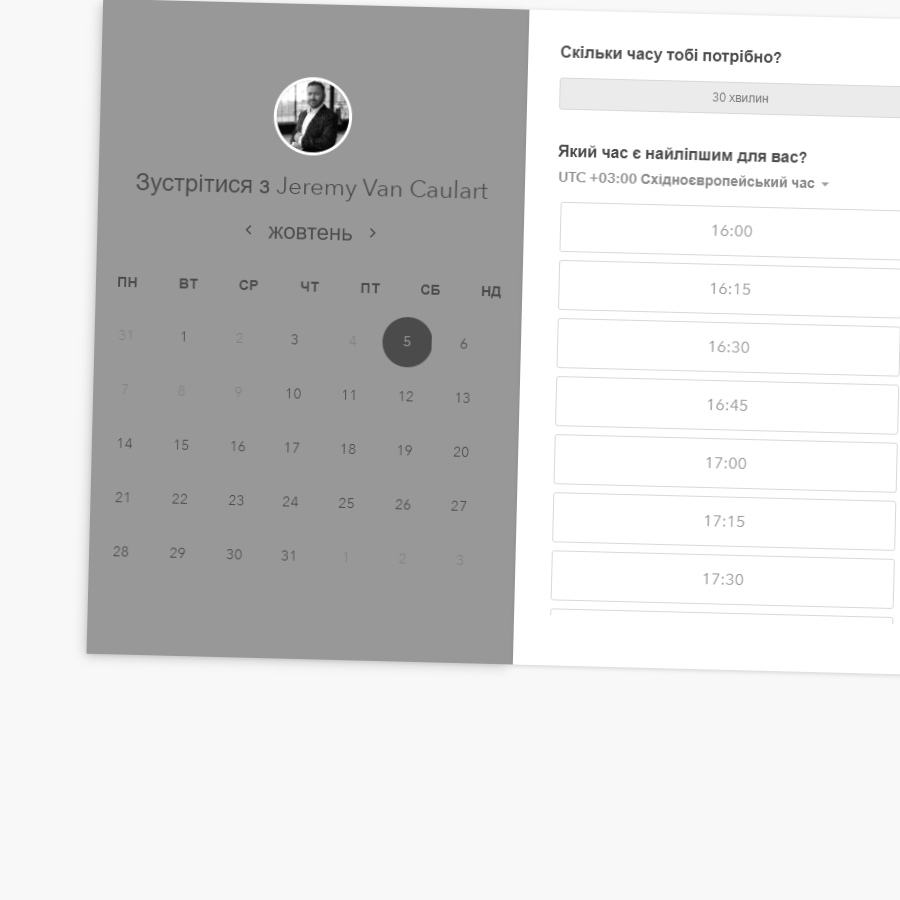 Зустрітися з Jeremy Van Caulart
жовтень
ПН ВТ СР ЧТ ПТ СБ НД
31 1 2 3 4 5 6
7 8 9 10 11 12 13
14 15 16 17 18 19 20
21 22 23 24 25 26 27
28 29 30 31 1 2 3
Скільки часу тобі потрібно?
30 хвилин
Який час є найліпшим для вас?
UTC +03:00 Східноєвропейський час
16:00
16:15
16:30
16:45
17:00
17:15
17:30